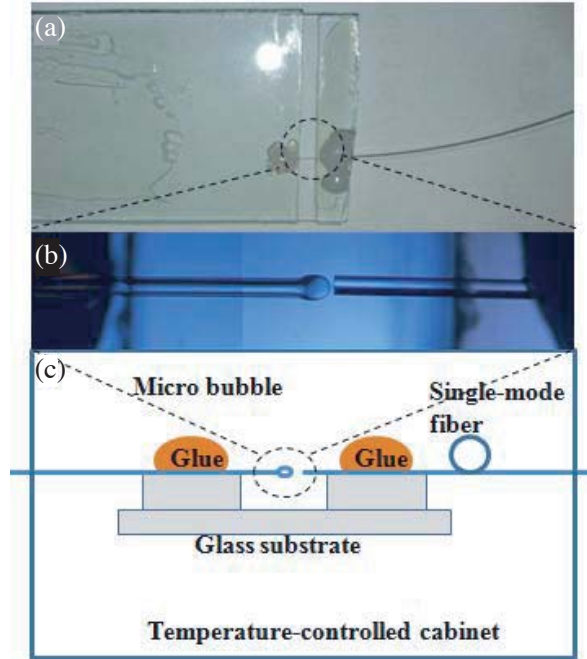 (a)
(b)
(c)
Micro bubble
Single-mode
fiber
Glue
Glue
Glass substrate
Temperature-controlled cabinet